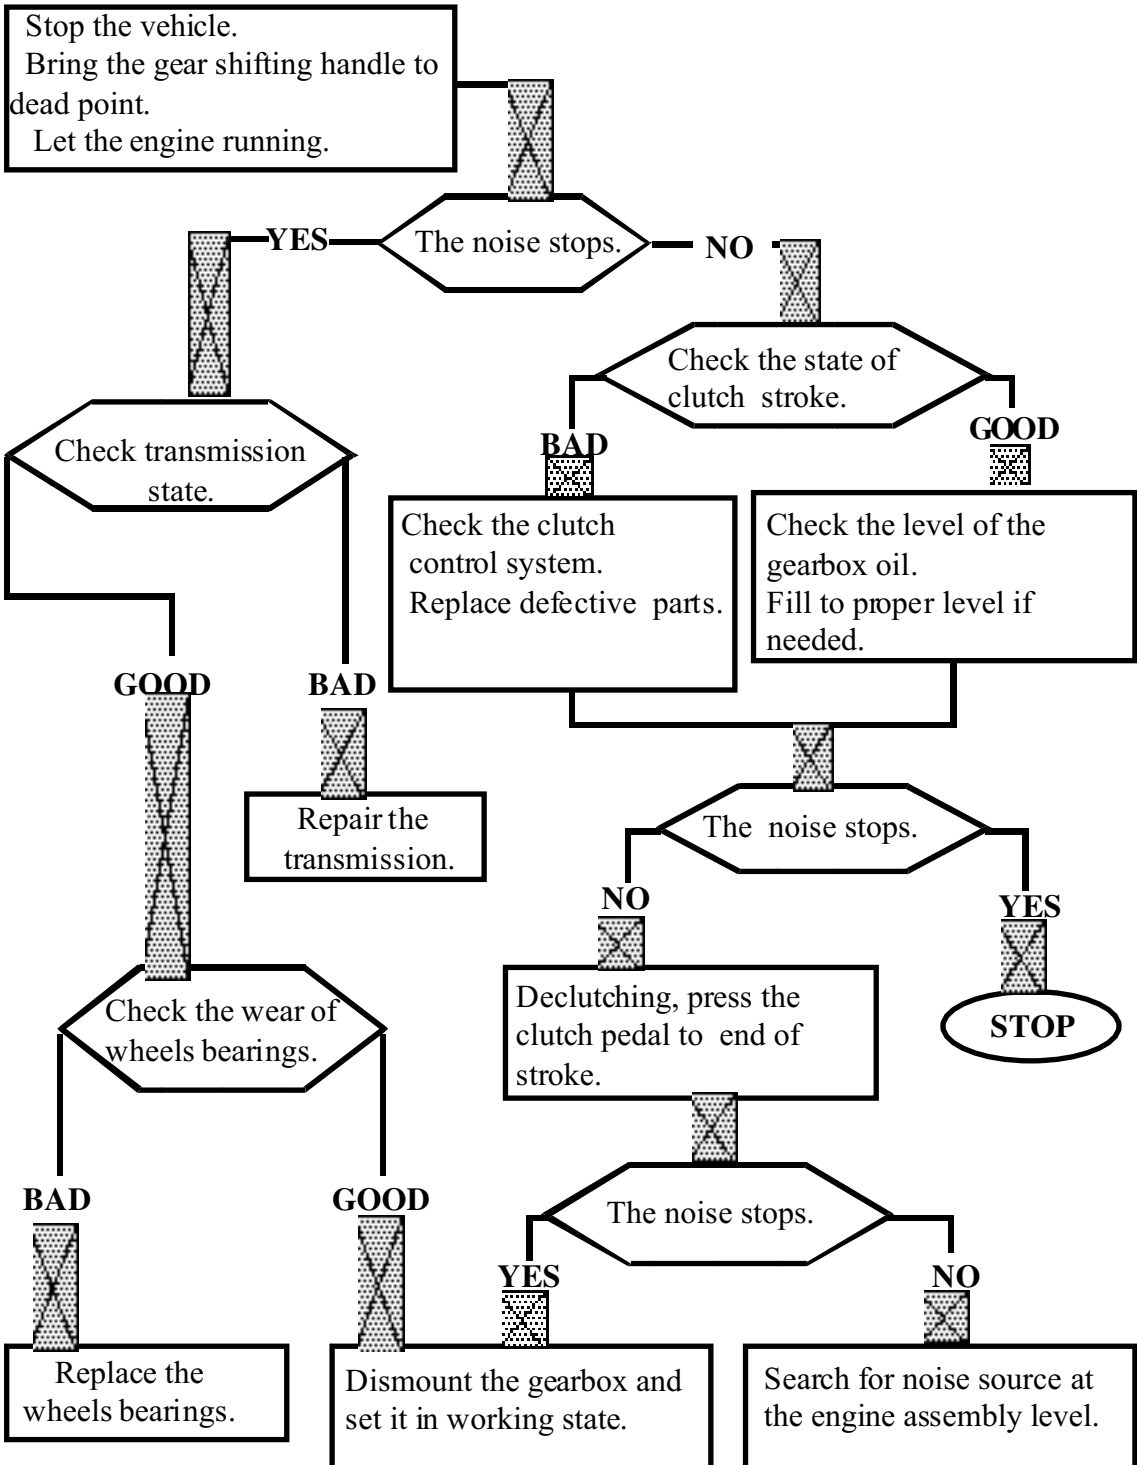 Stop the vehicle.
Bring the gear shifting handle to
dead point.
Let the engine running.
The noise stops.
YES
NO
Check the state of
clutch stroke.
Check transmission
state.
BAD
GOOD
Check the clutch
control system.
Replace defective parts.
Check the level of the
gearbox oil.
Fill to proper level if
needed.
GOOD
BAD
Repair the
transmission.
The noise stops.
NO
YES
Check the wear of
wheels bearings.
Declutching, press the
clutch pedal to end of
stroke.
STOP
BAD
GOOD
The noise stops.
YES
NO
Replace the
wheels bearings.
Dismount the gearbox and
set it in working state.
Search for noise source at
the engine assembly level.